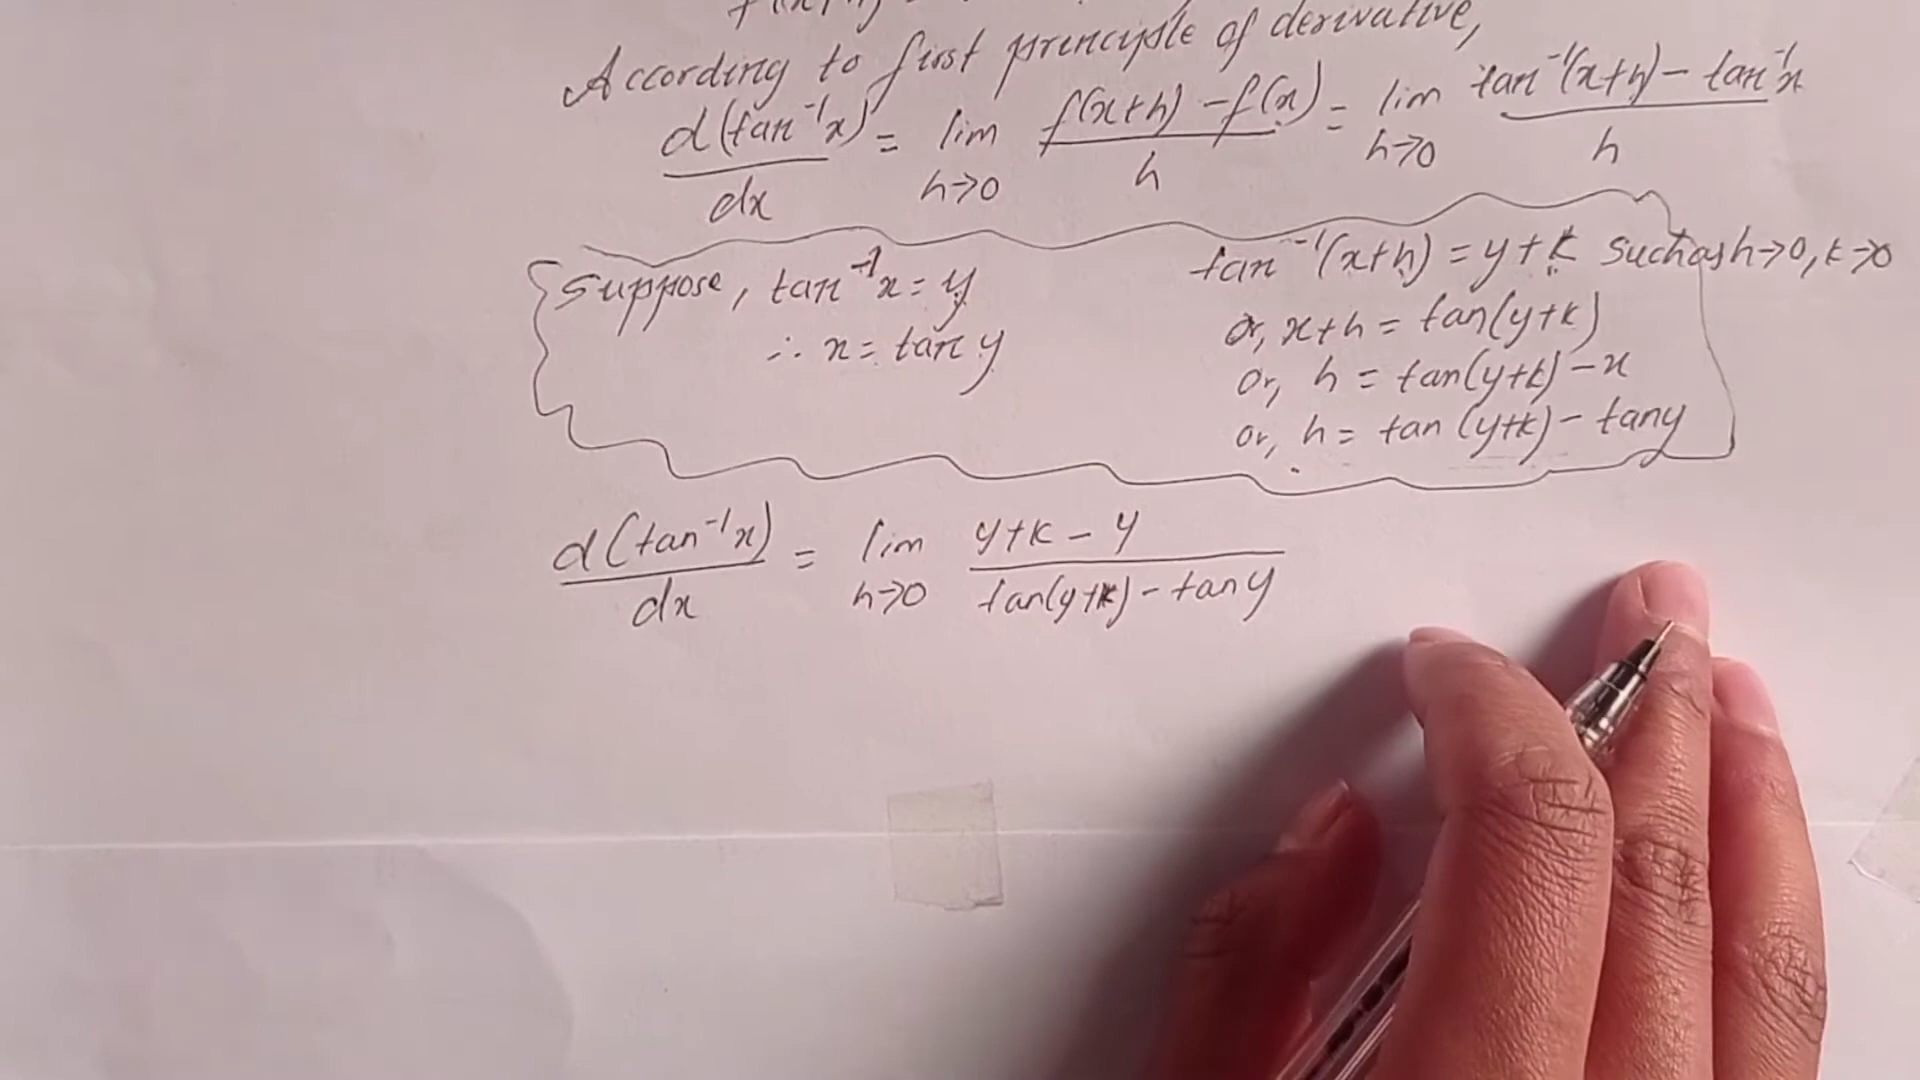 According to first principle of derivative,
d(tan⁻¹x)/dx = lim h→0 f(x+h) - f(x)/h = lim h→0 tan⁻¹(x+h) - tan⁻¹x/h
Suppose, tan⁻¹x = y
∴ x = tan y
tan⁻¹(x+h) = y+k such as h→0, k→0
or, x+h = tan(y+k)
or, h = tan(y+k) - x
or, h = tan (y+k) - tany
d(tan⁻¹x)/dx = lim h→0 y+k - y/tan(y+k) - tany